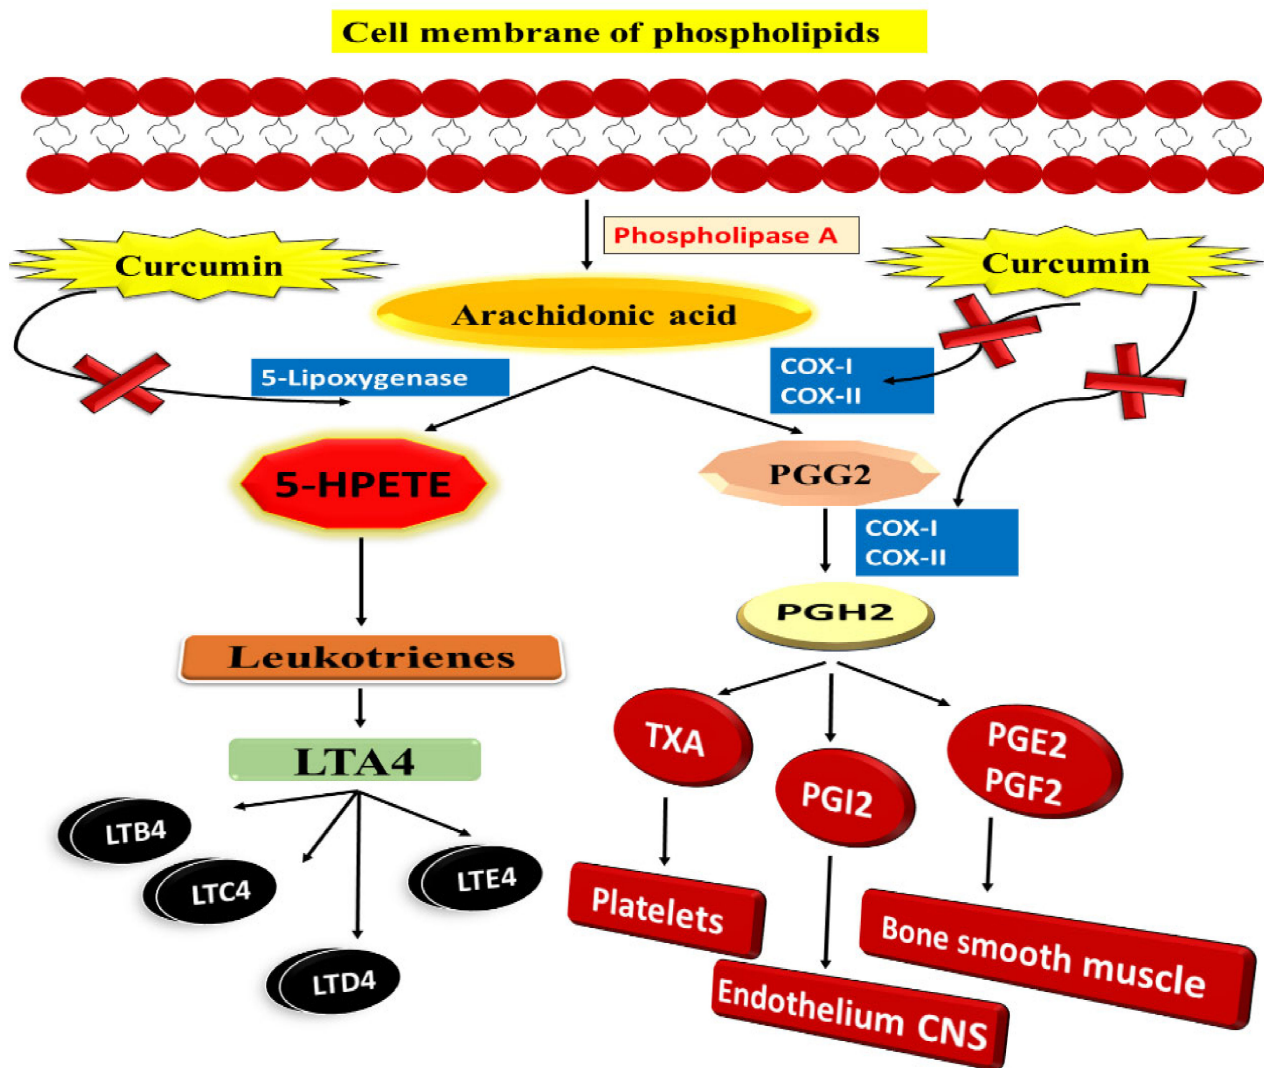 Cell membrane of phospholipids
Phospholipase A
Curcumin
Curcumin
Arachidonic acid
5-Lipoxygenase
COX-I
COX-II
5-HPETE
PGG2
COX-I
COX-II
PGH2
Leukotrienes
LTA4
TXA
PGI2
PGE2
PGF2
LTB4
LTC4
LTE4
LTD4
Platelets
Endothelium CNS
Bone smooth muscle